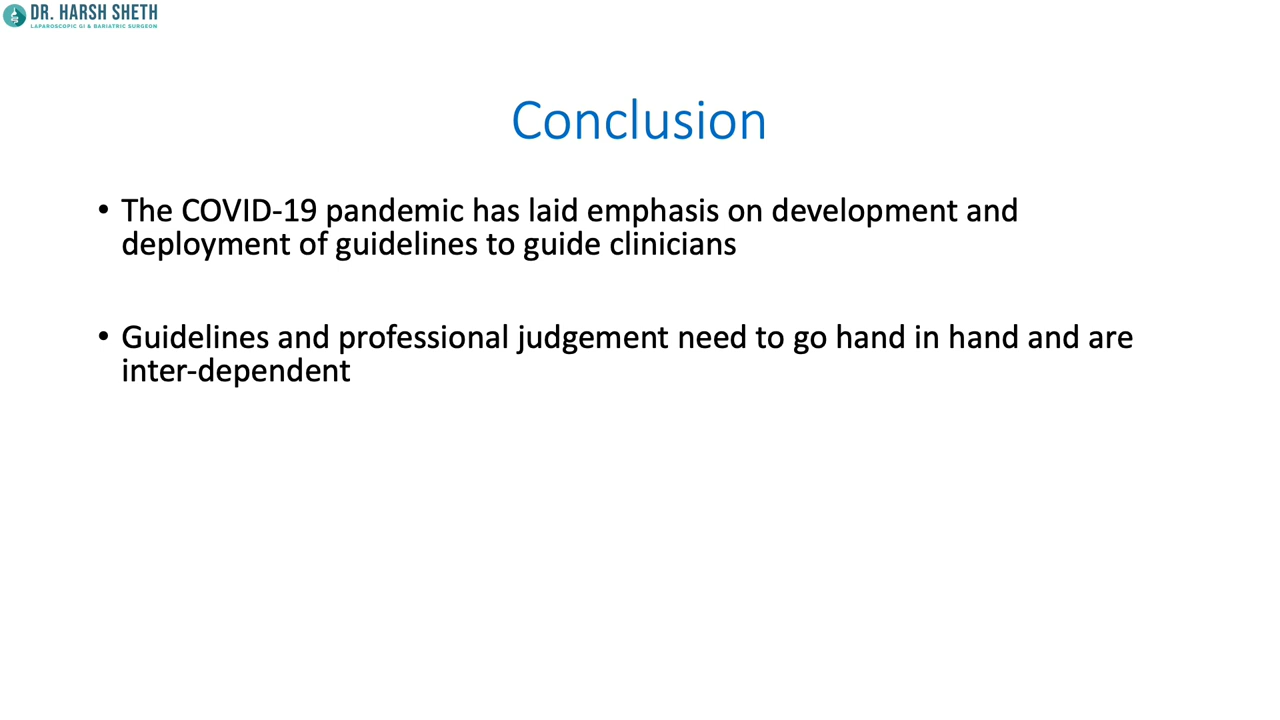 DR. HARSH SHETH
LAPAROSCOPIC GI & BARIATRIC SURGEON
Conclusion
• The COVID-19 pandemic has laid emphasis on development and
deployment of guidelines to guide clinicians
• Guidelines and professional judgement need to go hand in hand and are
inter-dependent